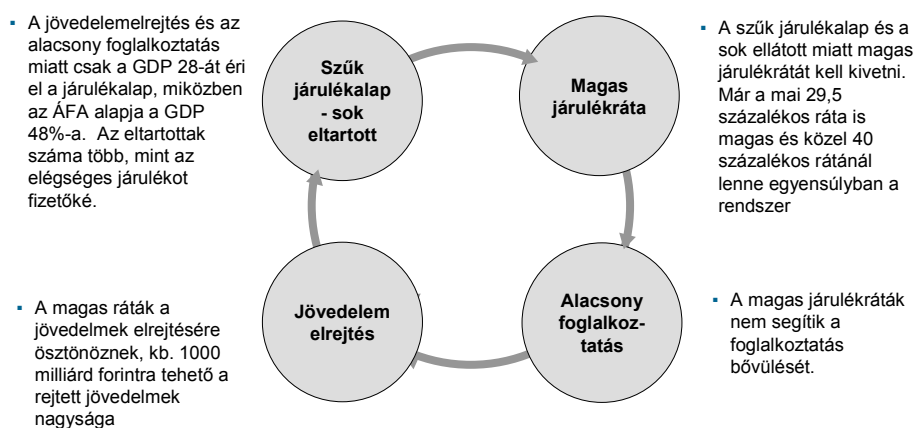 ▪ A jövedelemelrejtés és az
alacsony foglalkoztatás
miatt csak a GDP 28-át éri
el a járulékalap, miközben
az ÁFA alapja a GDP
48%-a. Az eltartottak
száma több, mint az
elégséges járulékot
fizetőké.
Szűk
járulékalap
- sok
eltartott
Magas
járulékráta
▪ A szűk járulékalap és a
sok ellátott miatt magas
járulékrátát kell kivetni.
Már a mai 29,5
százalékos ráta is
magas és közel 40
százalékos rátánál
lenne egyensúlyban a
rendszer
▪ A magas ráták a
jövedelmek elrejtésére
ösztönöznek, kb. 1000
milliárd forintra tehető a
rejtett jövedelmek
nagysága
Jövedelem
elrejtés
Alacsony
foglalkoz-
tatás
▪ A magas járulékráták
nem segítik a
foglalkoztatás
bővülését.